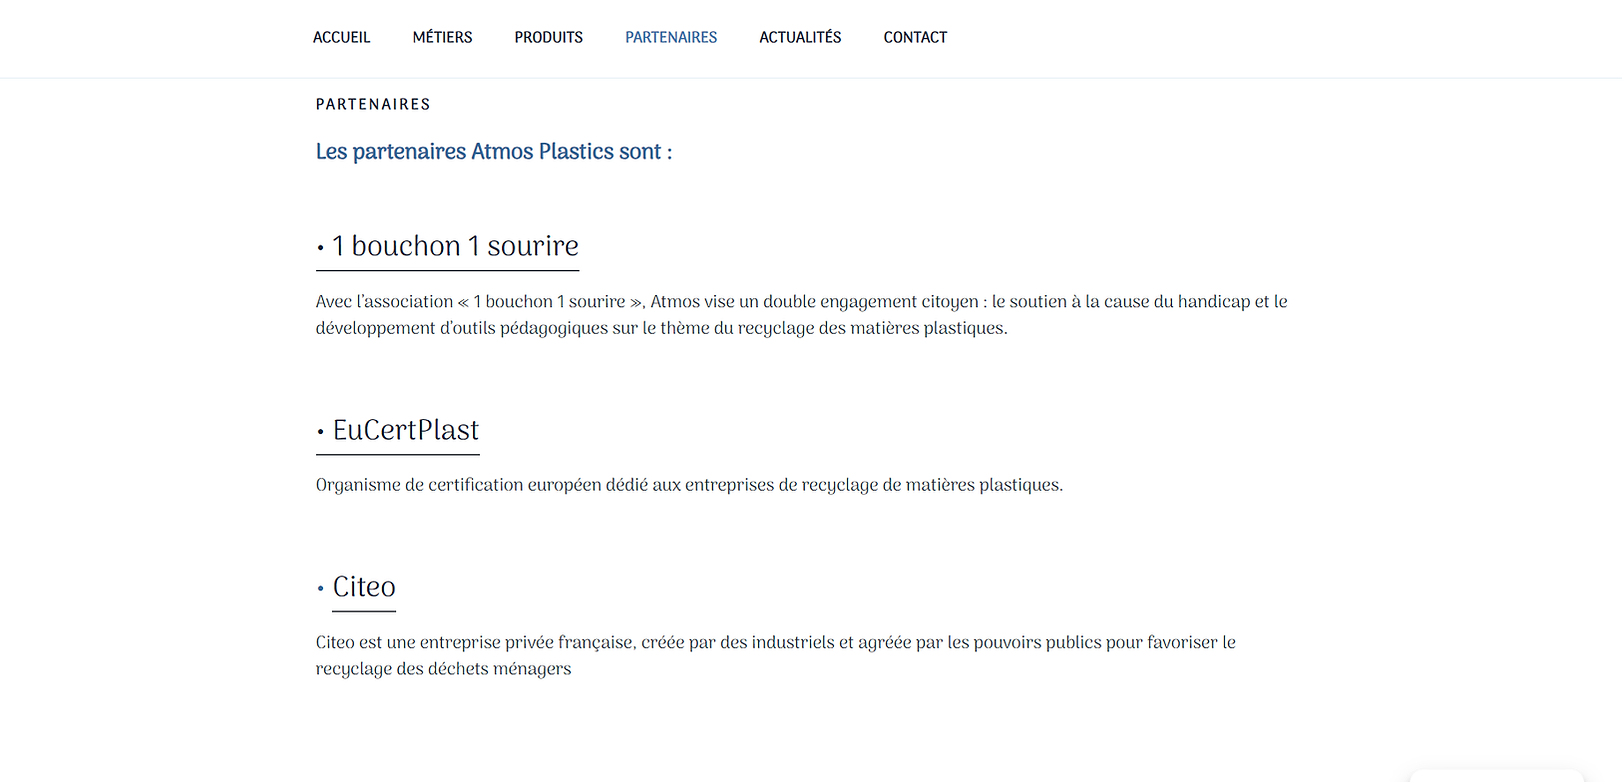 ACCUEIL MÉTIERS PRODUITS PARTENAIRES ACTUALITÉS CONTACT
PARTENAIRES
Les partenaires Atmos Plastics sont :
• 1 bouchon 1 sourire
Avec l’association « 1 bouchon 1 sourire », Atmos vise un double engagement citoyen : le soutien à la cause du handicap et le
développement d’outils pédagogiques sur le thème du recyclage des matières plastiques.
• EuCertPlast
Organisme de certification européen dédié aux entreprises de recyclage de matières plastiques.
• Citeo
Citeo est une entreprise privée française, créée par des industriels et agréée par les pouvoirs publics pour favoriser le
recyclage des déchets ménagers